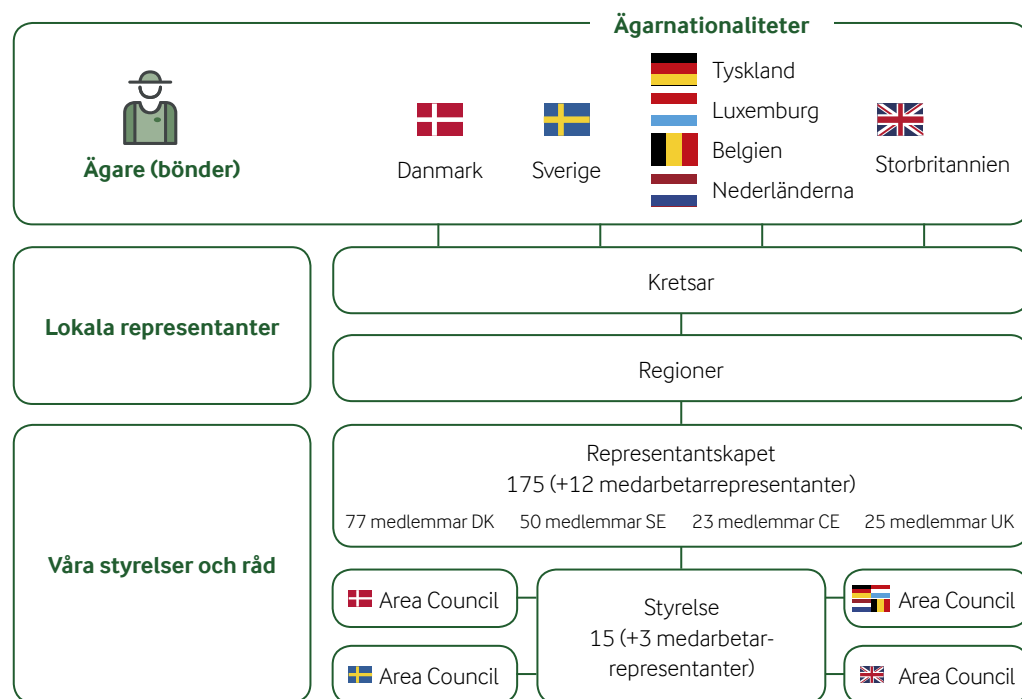 Ägarnationaliteter
Ägare (bönder)
Danmark
Sverige
Tyskland
Luxemburg
Belgien
Nederländerna
Storbritannien
Lokala representanter
Kretsar
Regioner
Våra styrelser och råd
Representantskapet
175 (+12 medarbetarrepresentanter)
77 medlemmar DK
50 medlemmar SE
23 medlemmar CE
25 medlemmar UK
Area Council
Area Council
Styrelse
15 (+3 medarbetar-
representanter)
Area Council
Area Council